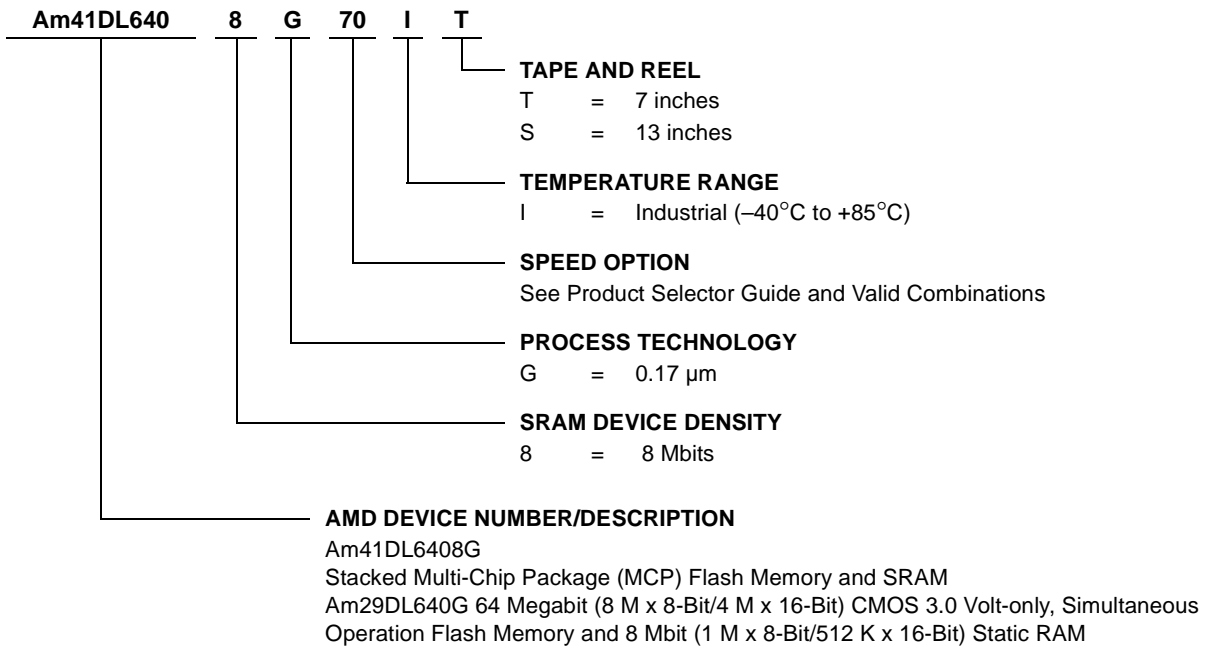 Am41DL640 8 G 70 I T
TAPE AND REEL
T = 7 inches
S = 13 inches
TEMPERATURE RANGE
I = Industrial (–40°C to +85°C)
SPEED OPTION
See Product Selector Guide and Valid Combinations
PROCESS TECHNOLOGY
G = 0.17 µm
SRAM DEVICE DENSITY
8 = 8 Mbits
AMD DEVICE NUMBER/DESCRIPTION
Am41DL6408G
Stacked Multi-Chip Package (MCP) Flash Memory and SRAM
Am29DL640G 64 Megabit (8 M x 8-Bit/4 M x 16-Bit) CMOS 3.0 Volt-only, Simultaneous
Operation Flash Memory and 8 Mbit (1 M x 8-Bit/512 K x 16-Bit) Static RAM